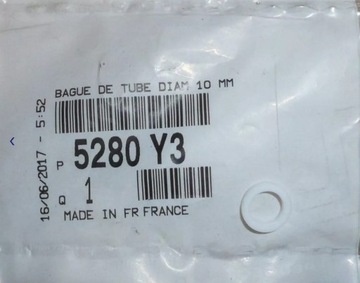 BAGUE DE TUBE DIAM 10 MM
P 5280 Y3
Q 1
MADE IN FR FRANCE
16/06/2017 - 5:52